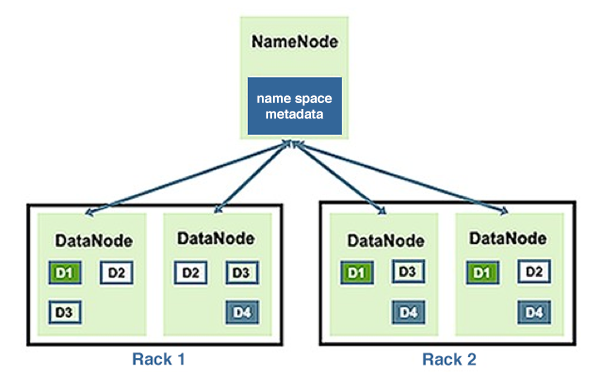 NameNode
name space
metadata
DataNode
D1 D2
D3
DataNode
D2 D3
D4
Rack 1
DataNode
D1 D3
D4
DataNode
D1 D2
D4
Rack 2